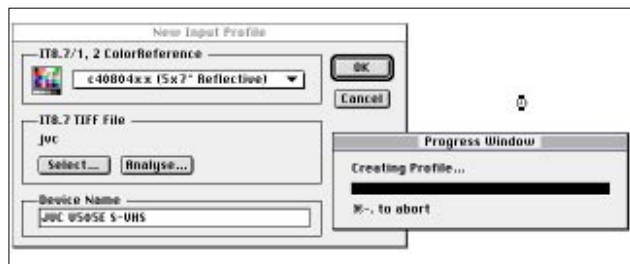 New Input Profile
IT8.7/1, 2 ColorReference
c40804xx (5x7" Reflective)
OK
Cancel
IT8.7 TIFF File
jvc
Select...
Analyse...
Device Name
JVC U505E S-VHS
Progress Window
Creating Profile...
⌘-. to abort